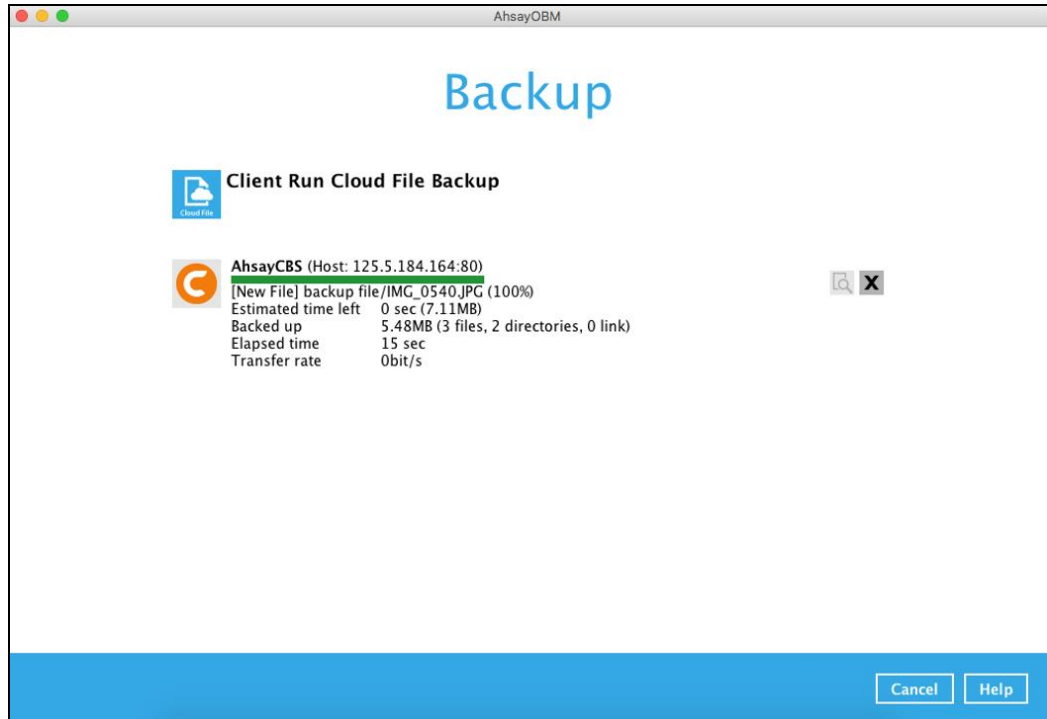 AhsayOBM
Backup
Client Run Cloud File Backup
Cloud File
AhsayCBS (Host: 125.5.184.164:80)
[New File] backup file/IMG_0540.JPG (100%)
Estimated time left 0 sec (7.11MB)
Backed up 5.48MB (3 files, 2 directories, 0 link)
Elapsed time 15 sec
Transfer rate 0bit/s
X
Cancel Help